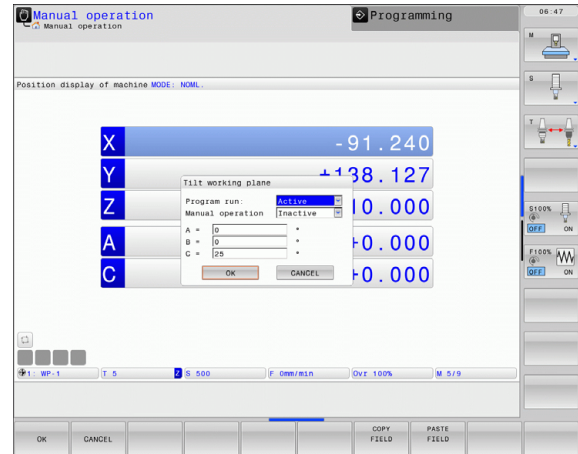 Manual operation
Programming
06:47
Manual operation
M
Position display of machine MODE: NOML.
S
T
X -91.240
Y +138.127
Tilt working plane
Program run: Active
Manual operation Inactive
Z 10.000
A = 0 °
B = 0 °
C = 25 °
A +0.000
OK CANCEL
C +0.000
S100%
OFF ON
F100%
OFF ON
1: WP-1 T 5 Z S 500 F 0mm/min Ovr 100% M 5/9
OK CANCEL COPY FIELD PASTE FIELD